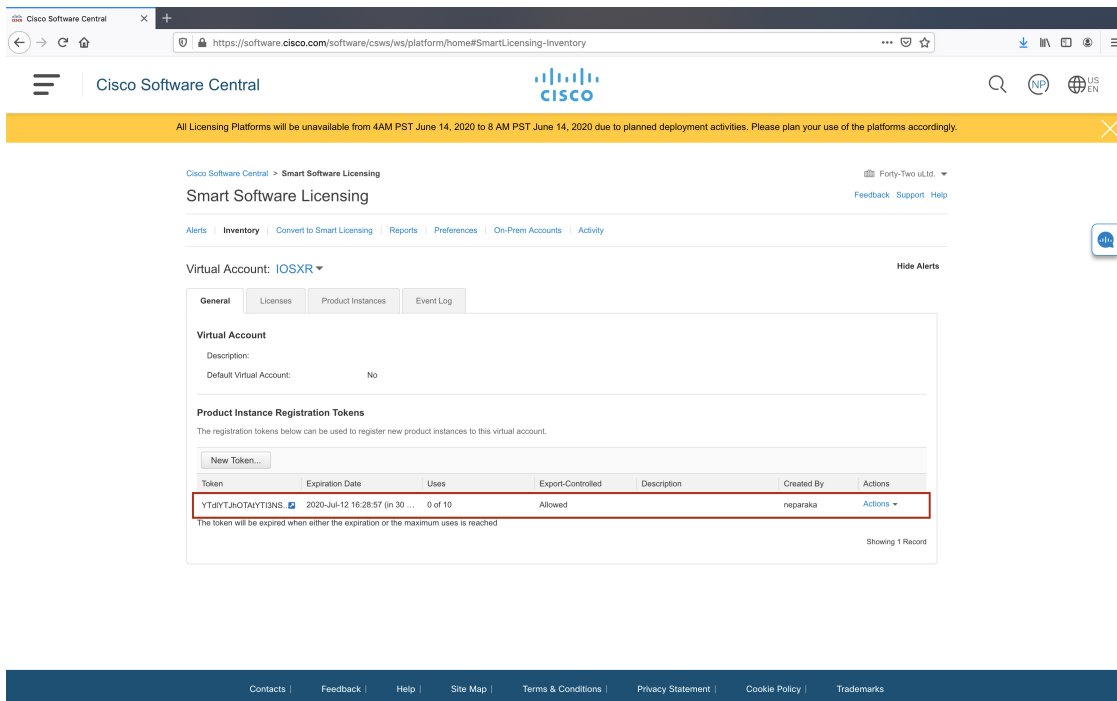 Cisco Software Central
https://software.cisco.com/software/csws/ws/platform/home#SmartLicensing-Inventory
Cisco Software Central
CISCO
NP
US
EN
All Licensing Platforms will be unavailable from 4AM PST June 14, 2020 to 8 AM PST June 14, 2020 due to planned deployment activities. Please plan your use of the platforms accordingly.
Cisco Software Central > Smart Software Licensing
Forty-Two uLtd.
Smart Software Licensing
Feedback Support Help
Alerts | Inventory | Convert to Smart Licensing | Reports | Preferences | On-Prem Accounts | Activity
Virtual Account: IOSXR
Hide Alerts
General Licenses Product Instances Event Log
Virtual Account
Description:
Default Virtual Account: No
Product Instance Registration Tokens
The registration tokens below can be used to register new product instances to this virtual account.
New Token...
Token Expiration Date Uses Export-Controlled Description Created By Actions
2020-Jul-12 16:28:57 (in 30 ... 0 of 10 Allowed neparaka Actions
The token will be expired when either the expiration or the maximum uses is reached
Showing 1 Record
Contacts | Feedback | Help | Site Map | Terms & Conditions | Privacy Statement | Cookie Policy | Trademarks